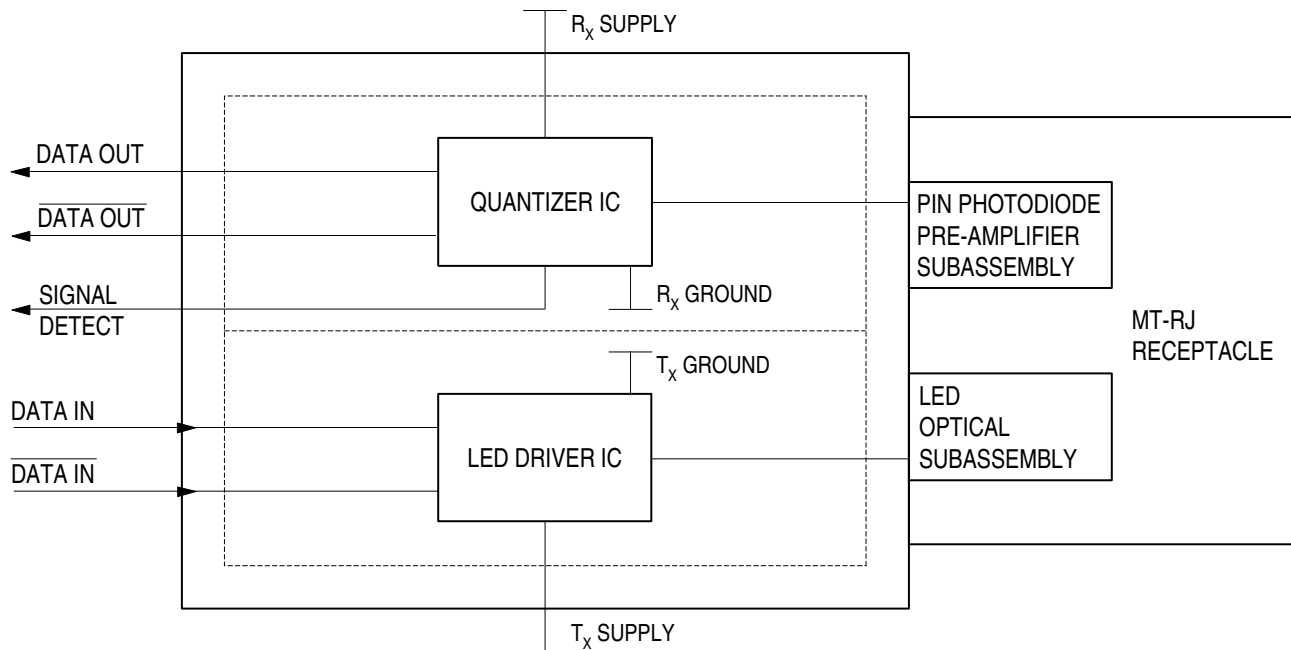 R_X SUPPLY
DATA OUT
QUANTIZER IC
PIN PHOTODIODE
PRE-AMPLIFIER
SUBASSEMBLY
DATA OUT
SIGNAL
DETECT
R_X GROUND
MT-RJ
RECEPTACLE
T_X GROUND
DATA IN
LED DRIVER IC
LED
OPTICAL
SUBASSEMBLY
DATA IN
T_X SUPPLY